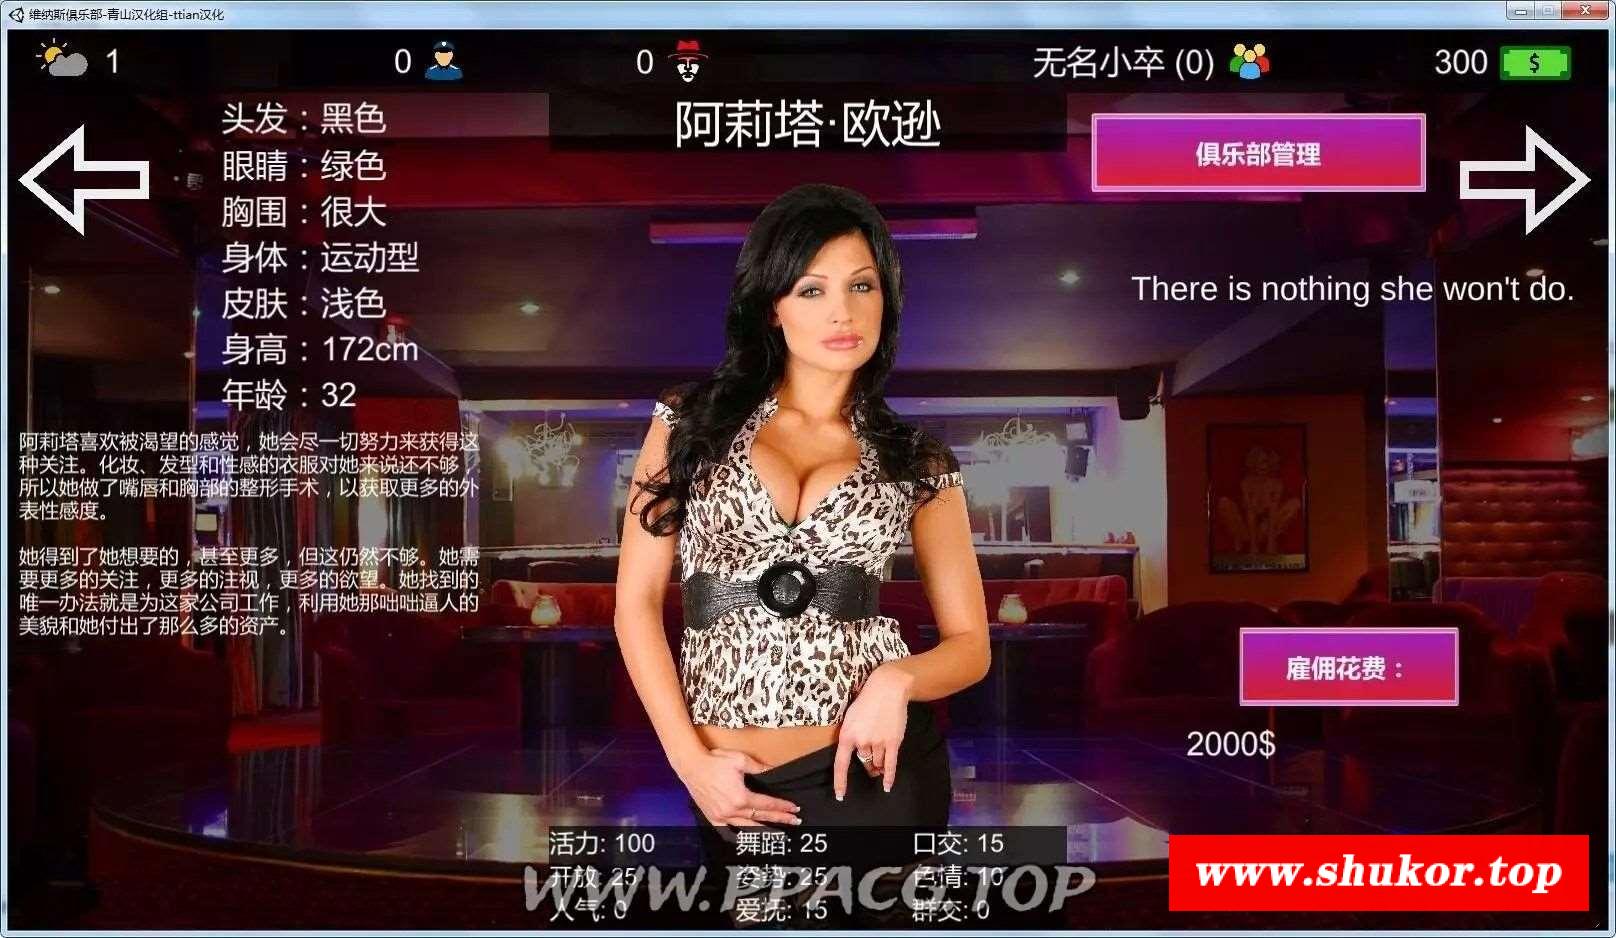 维纳斯俱乐部-青山汉化组-ttian汉化
1
0
0
无名小卒 (0)
300
$
阿莉塔·欧逊
俱乐部管理
头发：黑色
眼睛：绿色
胸围：很大
身体：运动型
皮肤：浅色
身高：172cm
年龄：32
There is nothing she won't do.
阿莉塔喜欢被渴望的感觉，她会尽一切努力来获得这
种关注。化妆、发型和性感的衣服对她来说还不够，
所以她做了嘴唇和胸部的整形手术，以获取更多的外
表性感度。
她得到了她想要的，甚至更多，但这仍然不够。她需
要更多的关注，更多的注视，更多的欲望。她找到的
唯一办法就是为这家公司工作，利用她那咄咄逼人的
美貌和她付出了那么多的资产。
雇佣花费：
2000$
活力: 100 舞蹈: 25 口交: 15
开放: 25 姿势: 25 色情: 10
人气: 0 爱抚: 15 群交: 0
www.shukor.top